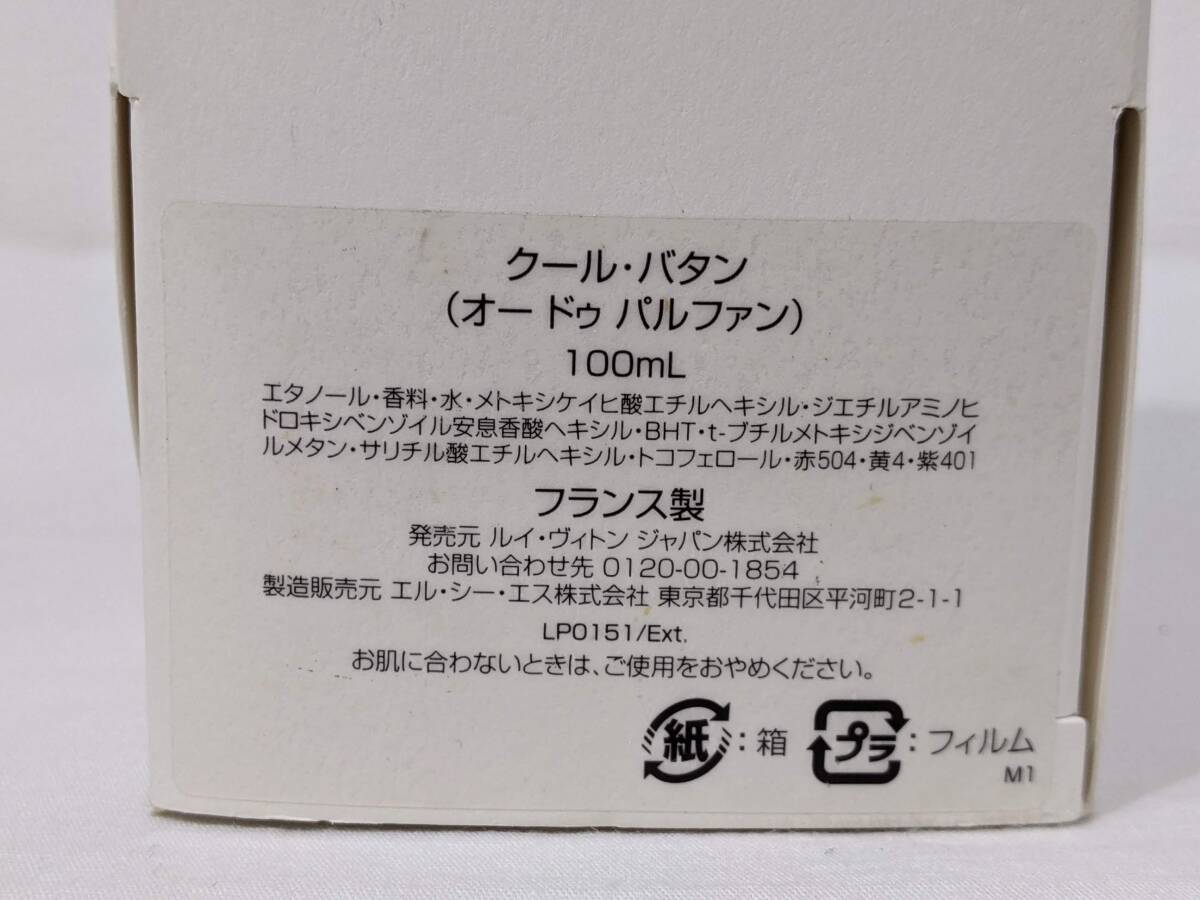 クール・バタン
（オー ドゥ パルファン）
100mL
エタノール・香料・水・メトキシケイヒ酸エチルヘキシル・ジエチルアミノヒ
ドロキシベンゾイル安息香酸ヘキシル・BHT・t-ブチルメトキシジベンゾイ
ルメタン・サリチル酸エチルヘキシル・トコフェロール・赤504・黄4・紫401
フランス製
発売元 ルイ・ヴィトン ジャパン株式会社
お問い合わせ先 0120-00-1854
製造販売元 エル・シー・エス株式会社 東京都千代田区平河町2-1-1
LP0151/Ext.
お肌に合わないときは、ご使用をおやめください。
紙：箱 プラ：フィルム
M1